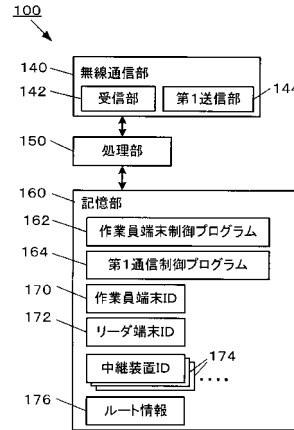 100
140
無線通信部
142
受信部
第1送信部
144
150
処理部
160
記憶部
162
作業員端末制御プログラム
164
第1通信制御プログラム
170
作業員端末ID
172
リーダ端末ID
中継装置ID
174
‥‥
176
ルート情報